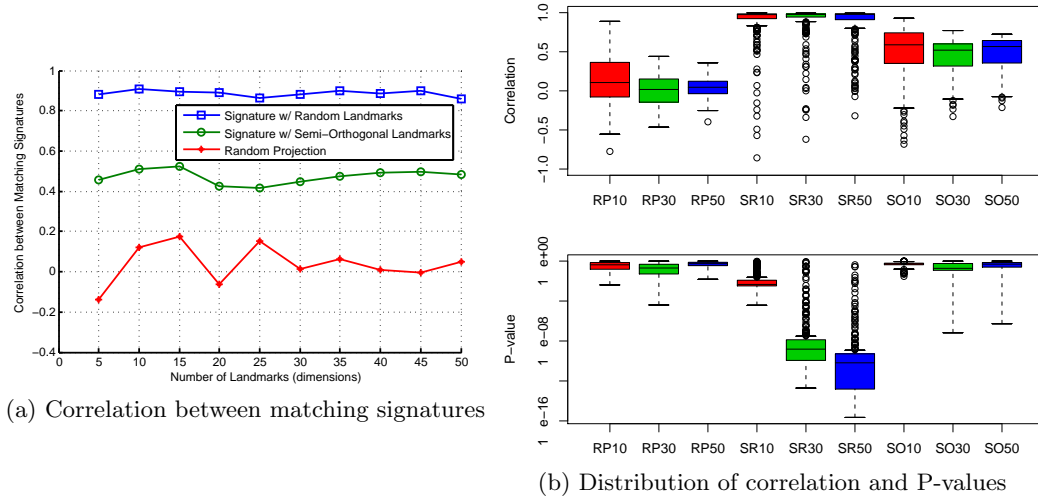 1
0.8
0.6
0.4
0.2
0
−0.2
−0.4
Correlation between Matching Signatures
Signature w/ Random Landmarks
Signature w/ Semi−Orthogonal Landmarks
Random Projection
0 5 10 15 20 25 30 35 40 45 50
Number of Landmarks (dimensions)
(a) Correlation between matching signatures
1.0
0.5
0.0
−0.5
−1.0
Correlation
RP10 RP30 RP50 SR10 SR30 SR50 SO10 SO30 SO50
1 e+00
1 e−08
1 e−16
P−value
RP10 RP30 RP50 SR10 SR30 SR50 SO10 SO30 SO50
(b) Distribution of correlation and P-values